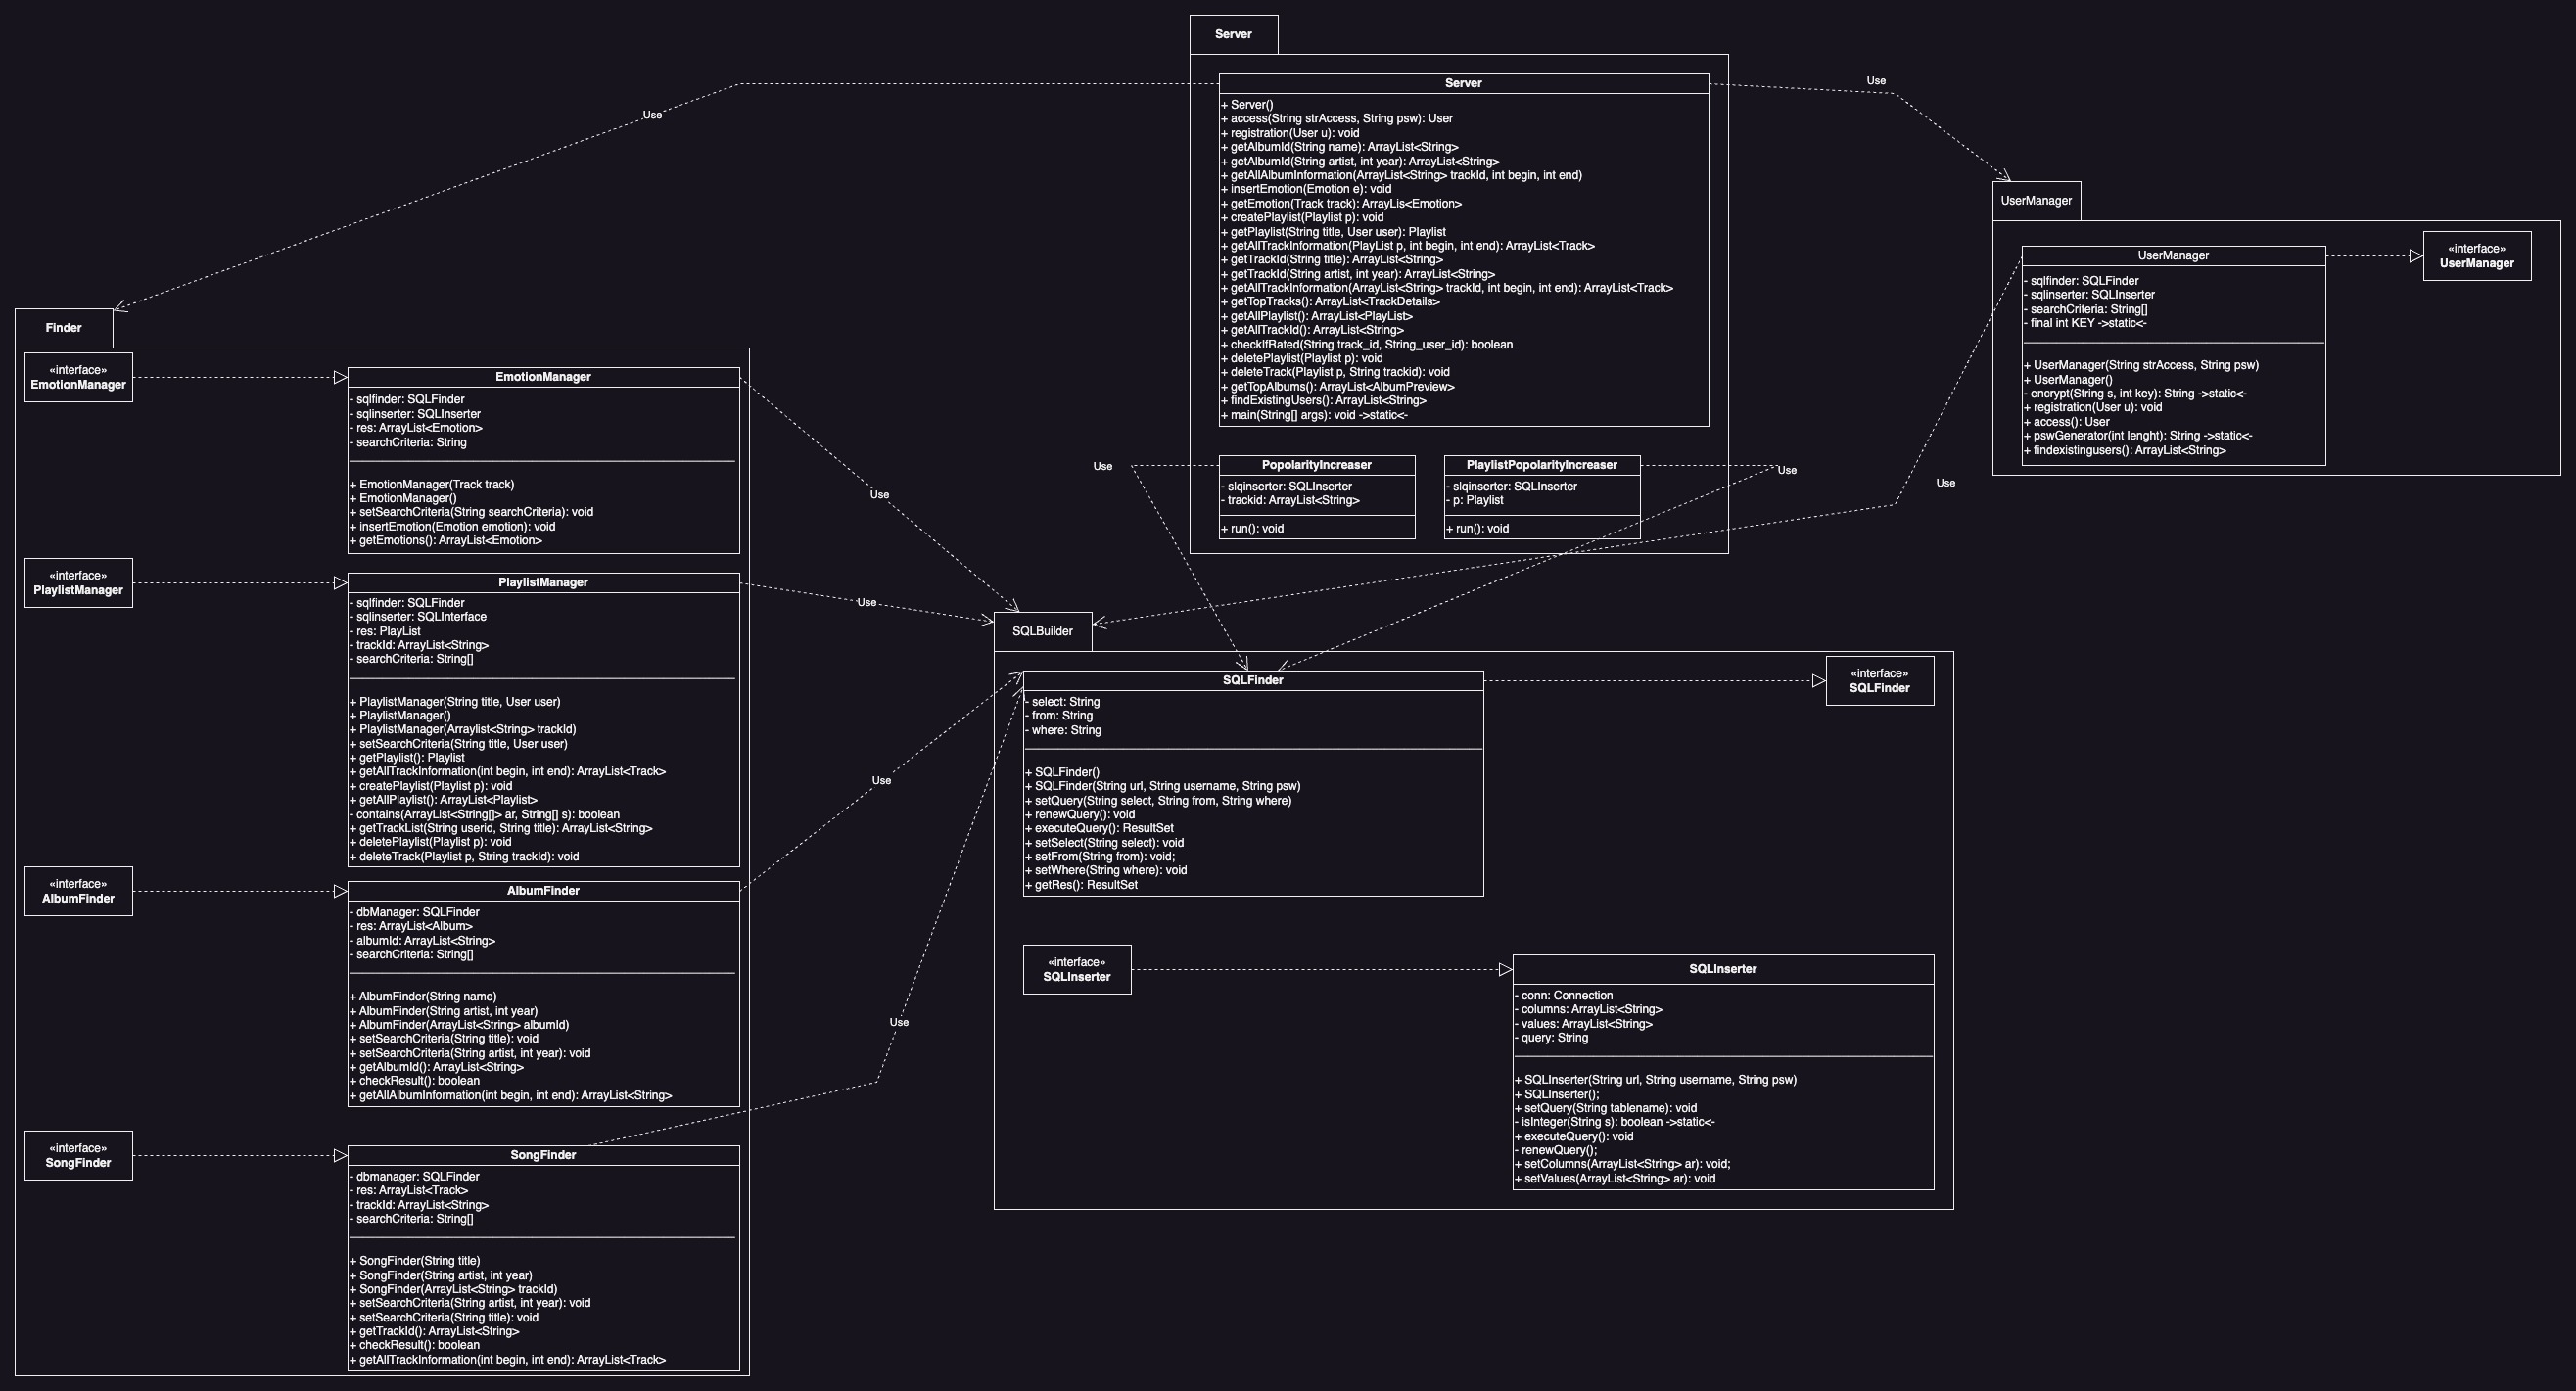 Server
Server
+ Server()
+ access(String strAccess, String psw): User
+ registration(User u): void
+ getAlbumId(String name): ArrayList<String>
+ getAlbumId(String artist, int year): ArrayList<String>
+ getAllAlbumInformation(ArrayList<String> trackId, int begin, int end)
+ insertEmotion(Emotion e): void
+ getEmotion(Track track): ArrayLis<Emotion>
+ createPlaylist(Playlist p): void
+ getPlaylist(String title, User user): Playlist
+ getAllTrackInformation(PlayList p, int begin, int end): ArrayList<Track>
+ getTrackId(String title): ArrayList<String>
+ getTrackId(String artist, int year): ArrayList<String>
+ getAllTrackInformation(ArrayList<String> trackId, int begin, int end): ArrayList<Track>
+ getTopTracks(): ArrayList<TrackDetails>
+ getAllPlaylist(): ArrayList<PlayList>
+ getAllTrackId(): ArrayList<String>
+ checkIfRated(String track_id, String_user_id): boolean
+ deletePlaylist(Playlist p): void
+ deleteTrack(Playlist p, String trackid): void
+ getTopAlbums(): ArrayList<AlbumPreview>
+ findExistingUsers(): ArrayList<String>
+ main(String[] args): void ->static<-
PopolarityIncreaser
- slqinserter: SQLInserter
- trackid: ArrayList<String>
+ run(): void
PlaylistPopolarityIncreaser
- slqinserter: SQLInserter
- p: Playlist
+ run(): void
Use
Use
Use
Use
Use
UserManager
UserManager
- sqlfinder: SQLFinder
- sqlinserter: SQLInserter
- searchCriteria: String[]
- final int KEY ->static<-
+ UserManager(String strAccess, String psw)
+ UserManager()
- encrypt(String s, int key): String ->static<-
+ registration(User u): void
+ access(): User
+ pswGenerator(int lenght): String ->static<-
+ findexistingusers(): ArrayList<String>
«interface»
UserManager
Finder
«interface»
EmotionManager
EmotionManager
- sqlfinder: SQLFinder
- sqlinserter: SQLInserter
- res: ArrayList<Emotion>
- searchCriteria: String
+ EmotionManager(Track track)
+ EmotionManager()
+ setSearchCriteria(String searchCriteria): void
+ insertEmotion(Emotion emotion): void
+ getEmotions(): ArrayList<Emotion>
Use
«interface»
PlaylistManager
PlaylistManager
- sqlfinder: SQLFinder
- sqlinserter: SQLInterface
- res: PlayList
- trackId: ArrayList<String>
- searchCriteria: String[]
+ PlaylistManager(String title, User user)
+ PlaylistManager()
+ PlaylistManager(Arraylist<String> trackId)
+ setSearchCriteria(String title, User user)
+ getPlaylist(): Playlist
+ getAllTrackInformation(int begin, int end): ArrayList<Track>
+ createPlaylist(Playlist p): void
+ getAllPlaylist(): ArrayList<Playlist>
- contains(ArrayList<String[]> ar, String[] s): boolean
+ getTrackList(String userid, String title): ArrayList<String>
+ deletePlaylist(Playlist p): void
+ deleteTrack(Playlist p, String trackId): void
Use
«interface»
AlbumFinder
AlbumFinder
- dbManager: SQLFinder
- res: ArrayList<Album>
- albumId: ArrayList<String>
- searchCriteria: String[]
+ AlbumFinder(String name)
+ AlbumFinder(String artist, int year)
+ AlbumFinder(ArrayList<String> albumId)
+ setSearchCriteria(String title): void
+ setSearchCriteria(String artist, int year): void
+ getAlbumId(): ArrayList<String>
+ checkResult(): boolean
+ getAllAlbumInformation(int begin, int end): ArrayList<String>
Use
«interface»
SongFinder
SongFinder
- dbmanager: SQLFinder
- res: ArrayList<Track>
- trackId: ArrayList<String>
- searchCriteria: String[]
+ SongFinder(String title)
+ SongFinder(String artist, int year)
+ SongFinder(ArrayList<String> trackId)
+ setSearchCriteria(String artist, int year): void
+ setSearchCriteria(String title): void
+ getTrackId(): ArrayList<String>
+ checkResult(): boolean
+ getAllTrackInformation(int begin, int end): ArrayList<Track>
Use
SQLBuilder
SQLFinder
- select: String
- from: String
- where: String
+ SQLFinder()
+ SQLFinder(String url, String username, String psw)
+ setQuery(String select, String from, String where)
+ renewQuery(): void
+ executeQuery(): ResultSet
+ setSelect(String select): void
+ setFrom(String from): void;
+ setWhere(String where): void
+ getRes(): ResultSet
«interface»
SQLFinder
«interface»
SQLInserter
SQLInserter
- conn: Connection
- columns: ArrayList<String>
- values: ArrayList<String>
- query: String
+ SQLInserter(String url, String username, String psw)
+ SQLInserter();
+ setQuery(String tablename): void
- isInteger(String s): boolean ->static<-
+ executeQuery(): void
- renewQuery();
+ setColumns(ArrayList<String> ar): void;
+ setValues(ArrayList<String> ar): void